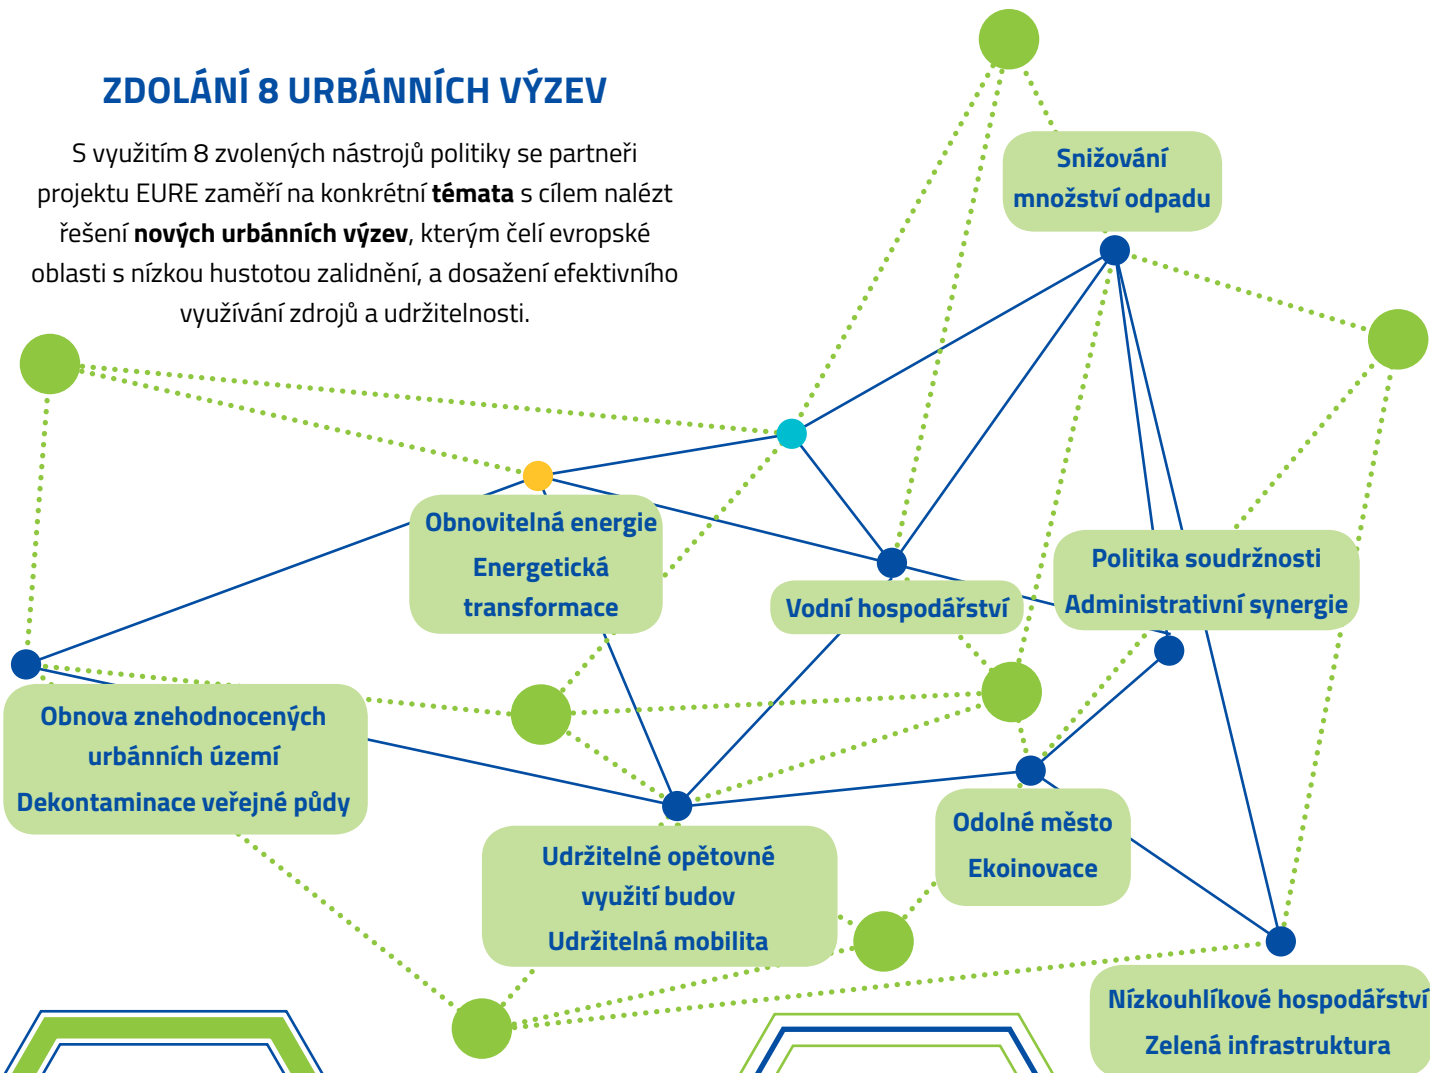 ZDOLÁNÍ 8 URBÁNNÍCH VÝZEV
S využitím 8 zvolených nástrojů politiky se partneři
projektu EURE zaměří na konkrétní témata s cílem nalézt
řešení nových urbánních výzev, kterým čelí evropské
oblasti s nízkou hustotou zalidnění, a dosažení efektivního
využívání zdrojů a udržitelnosti.
Snižování
množství odpadu
Obnovitelná energie
Energetická
transformace
Vodní hospodářství
Politika soudržnosti
Administrativní synergie
Obnova znehodnocených
urbánních území
Dekontaminace veřejné půdy
Udržitelné opětovné
využití budov
Udržitelná mobilita
Odolné město
Ekoinovace
Nízkouhlíkové hospodářství
Zelená infrastruktura